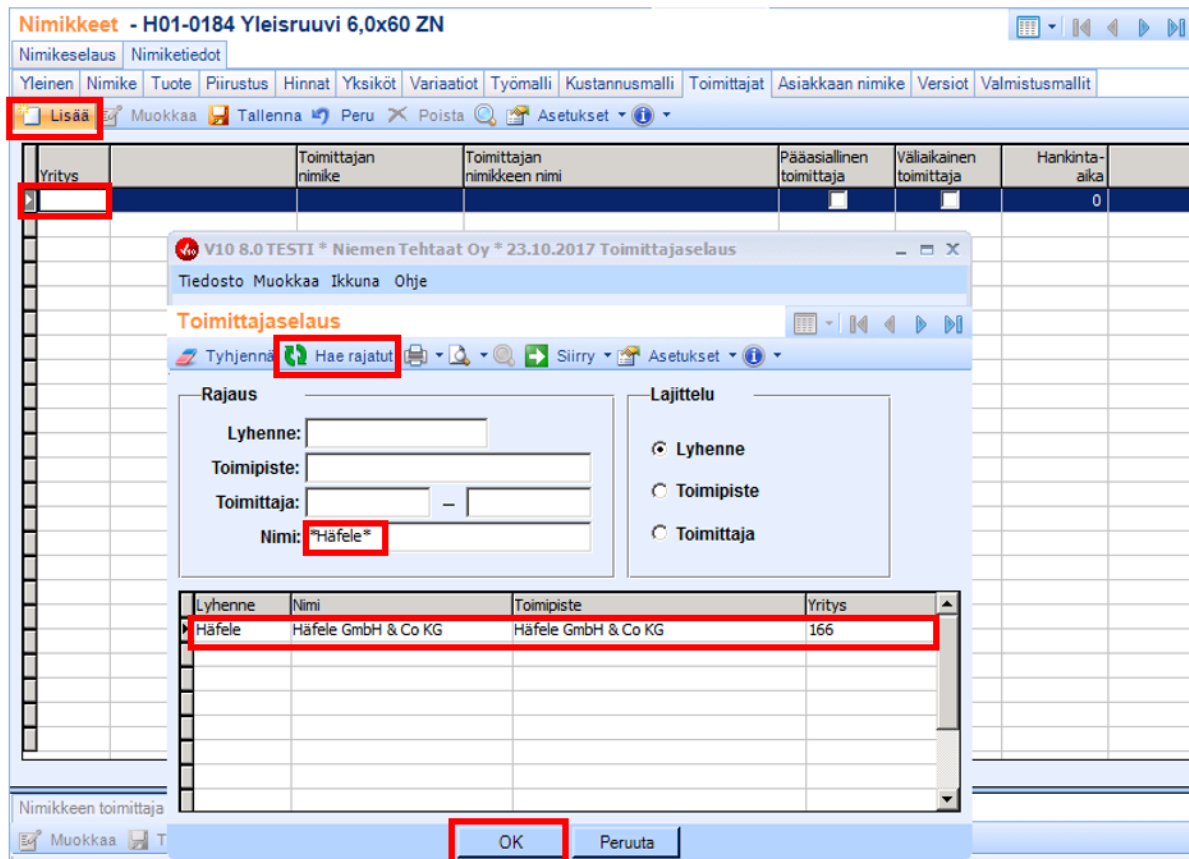 Nimikkeet - H01-0184 Yleisruuvi 6,0x60 ZN
Nimikeselaus Nimiketiedot
Yleinen Nimike Tuote Piirustus Hinnat Yksiköt Variaatiot Työmalli Kustannusmalli Toimittajat Asiakkaan nimike Versiot Valmistusmallit
Lisää Muokkaa Tallenna Peru Poista Asetukset
Toimittajan Toimittajan Pääasiallinen Väliaikainen Hankinta-
Yritys nimike nimikkeen nimi toimittaja toimittaja aika
0
V10 8.0 TESTI * Niemen Tehtaat Oy * 23.10.2017 Toimittajaselaus
Tiedosto Muokkaa Ikkuna Ohje
Toimittajaselaus
Tyhjennä Hae rajatut Siirry Asetukset
Rajaus Lajittelu
Lyhenne: Lyhenne
Toimipiste: Toimipiste
Toimittaja: –
Nimi: *Häfele* Toimittaja
Lyhenne Nimi Toimipiste Yritys
Häfele Häfele GmbH & Co KG Häfele GmbH & Co KG 166
Nimikkeen toimittaja
Muokkaa T
OK Peruuta